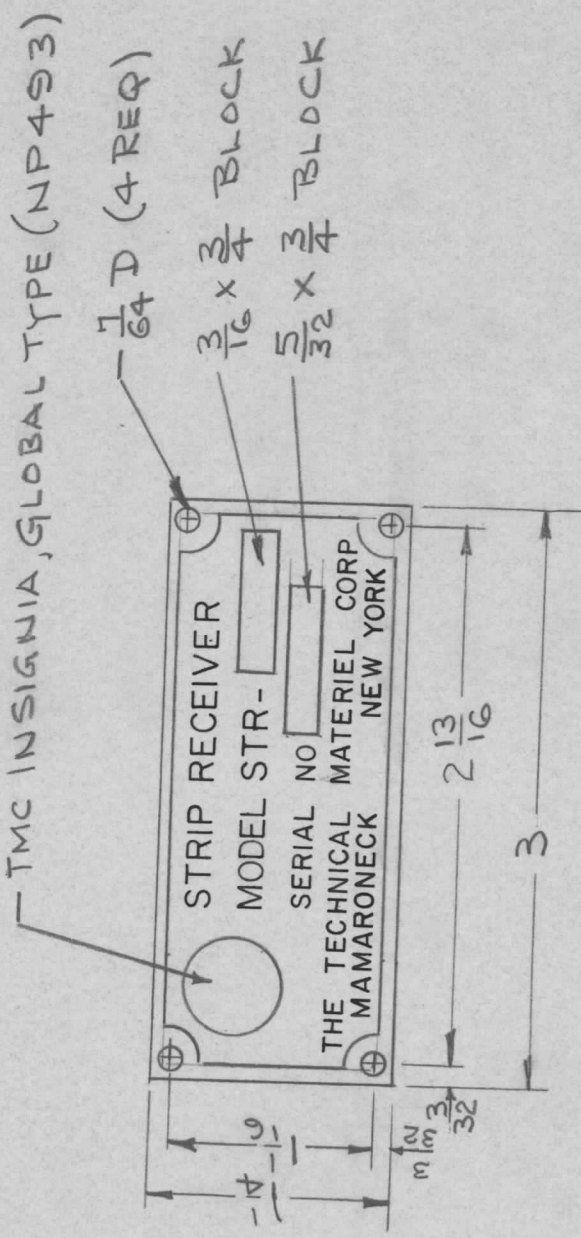 TMC INSIGNIA, GLOBAL TYPE (NP493)
7/64 D (4 REQ)
3/16 x 3/4 BLOCK
5/32 x 3/4 BLOCK
STRIP RECEIVER
MODEL STR-
SERIAL NO
THE TECHNICAL MATERIEL CORP
MAMARONECK NEW YORK
1 1/4
1 1/16
3/32
3/32
2 13/16
3